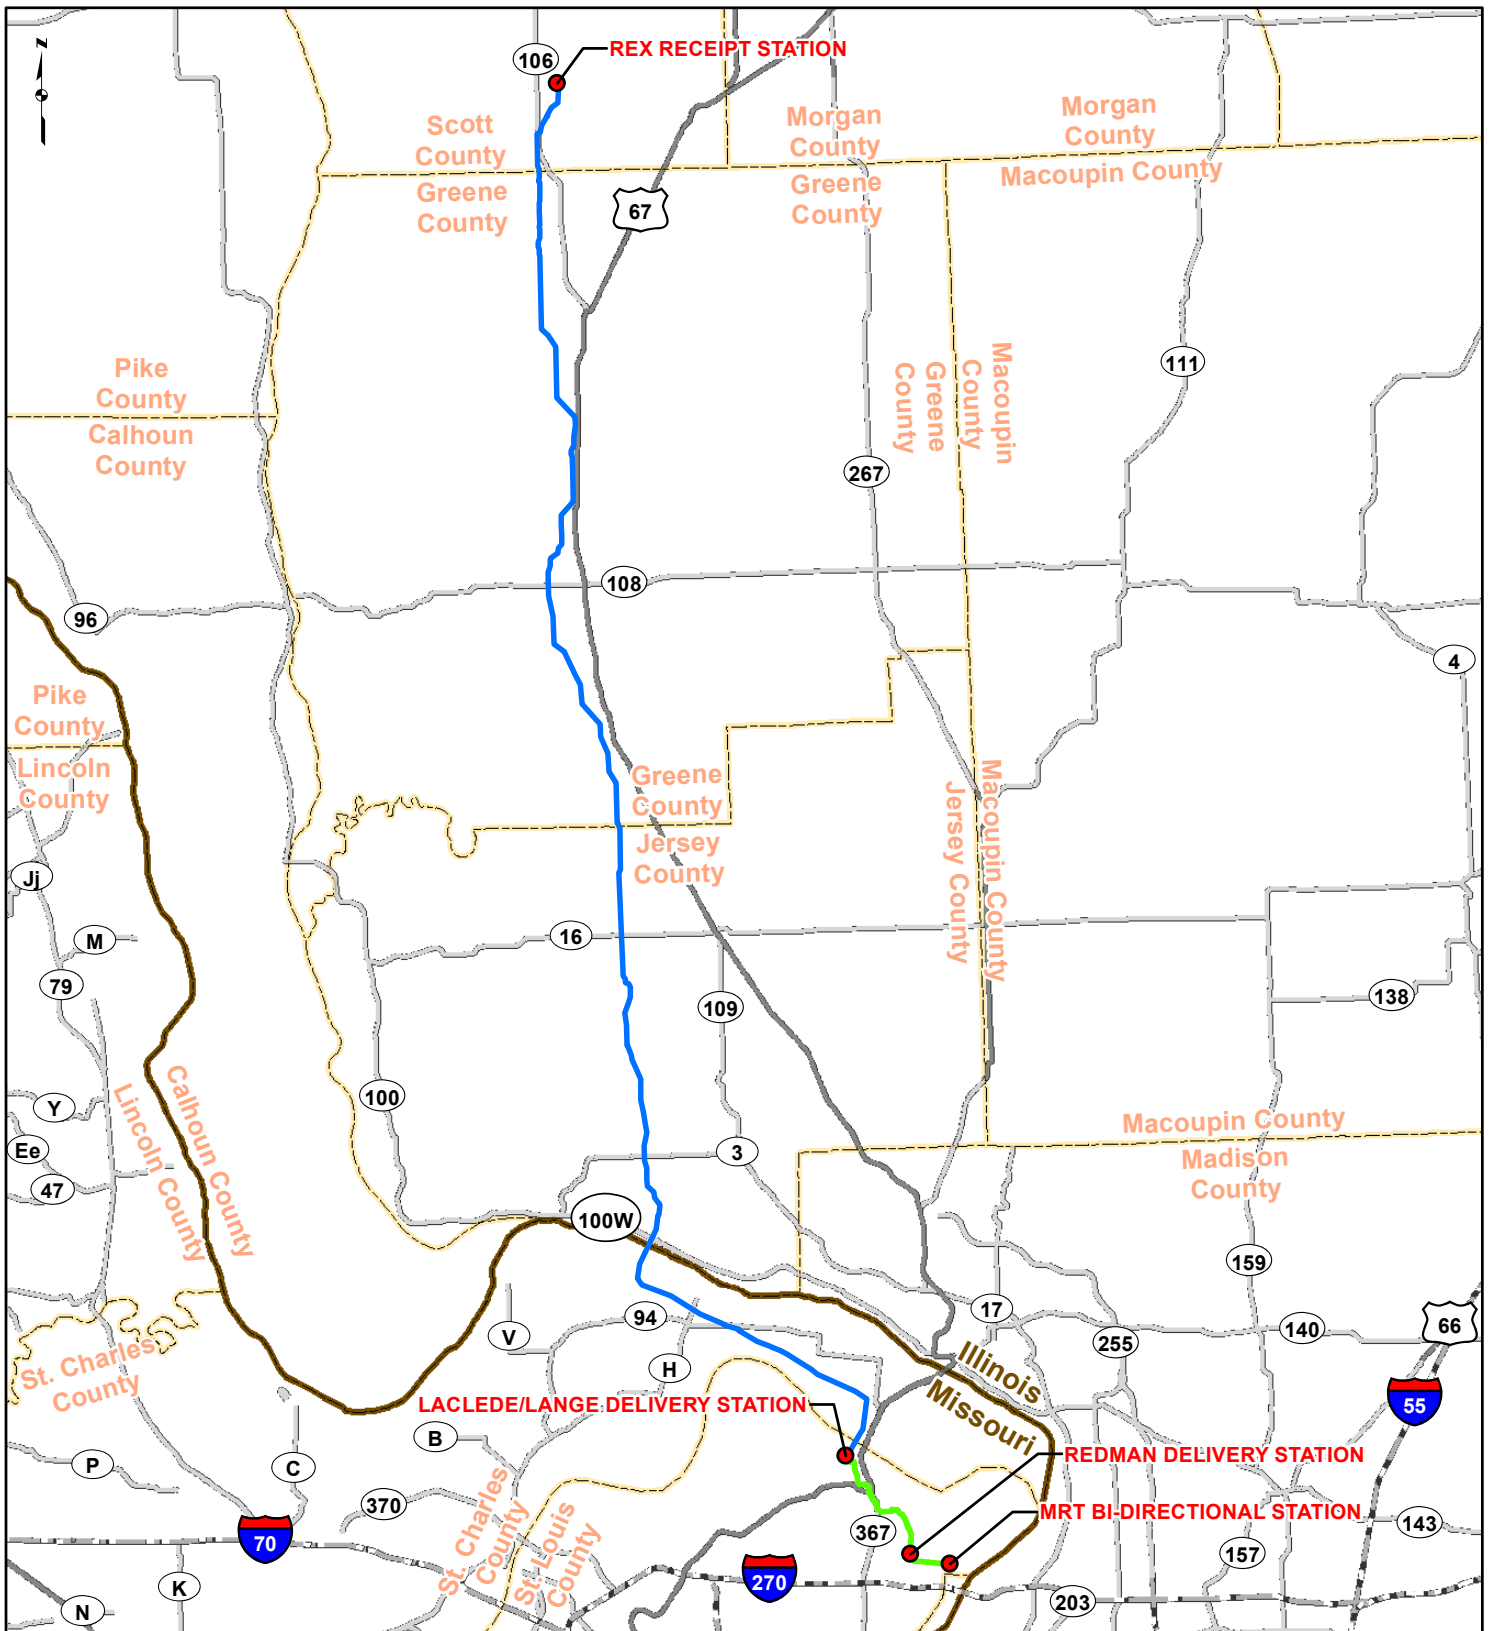 N
106
REX RECEIPT STATION
Scott
County
Morgan
County
Morgan
County
Greene
County
Greene
County
Macoupin County
67
Pike
County
Calhoun
County
Greene
County
Macoupin
County
111
267
108
96
4
Pike
County
Lincoln
County
Greene
County
Jersey
County
Jersey County
Macoupin County
Jj
M
16
79
109
138
Calhoun County
Lincoln County
100
Y
Ee
47
3
Macoupin County
Madison
County
100W
159
94
17
V
H
140
66
255
St. Charles
County
Illinois
Missouri
LACLEDE/LANGE DELIVERY STATION
55
B
REDMAN DELIVERY STATION
P
C
370
MRT BI-DIRECTIONAL STATION
70
367
143
St. Charles
County
St. Louis
County
157
270
K
N
203